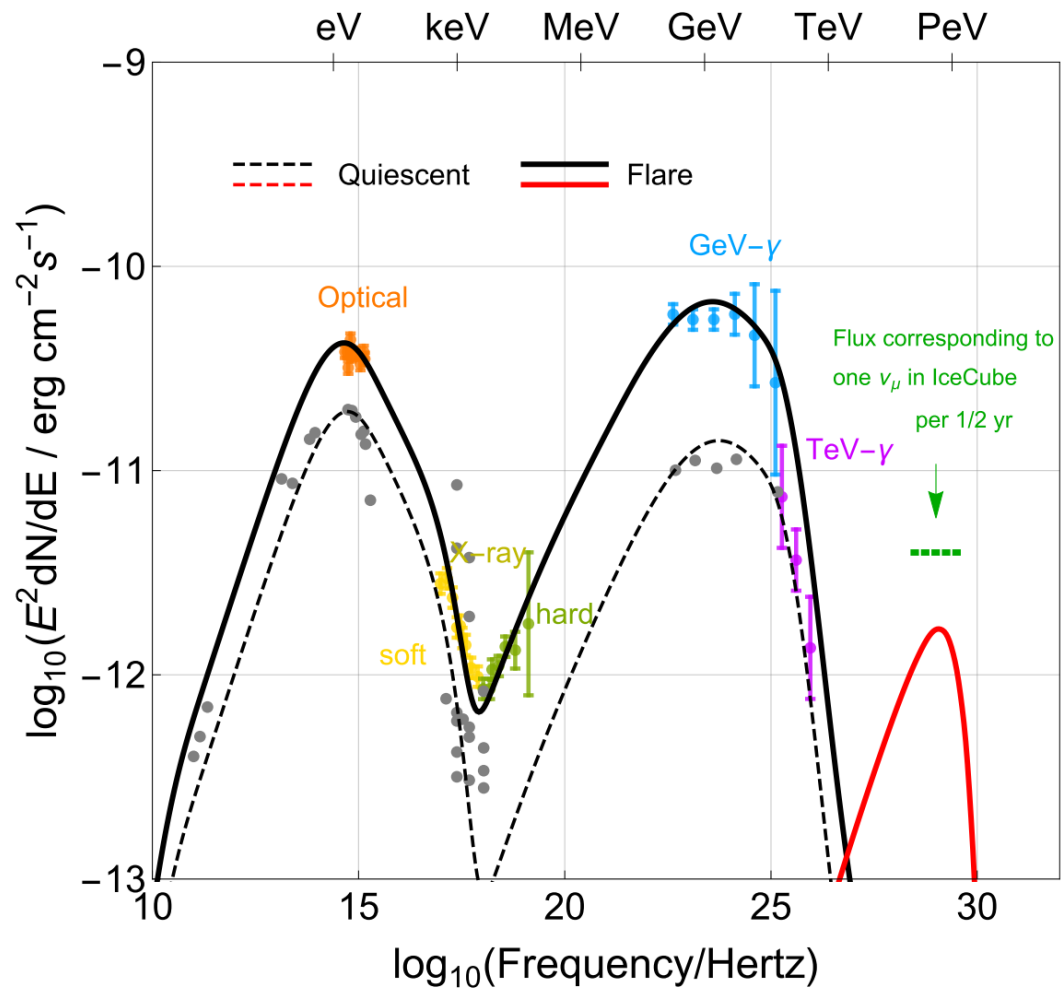 eV keV MeV GeV TeV PeV
−9
Quiescent Flare
GeV−γ
−10
Optical
Flux corresponding to
one ν_μ in IceCube
per 1/2 yr
−11
TeV−γ
X−ray
hard
soft
−12
−13
10 15 20 25 30
log₁₀(Frequency/Hertz)
log₁₀(E²dN/dE / erg cm⁻²s⁻¹)